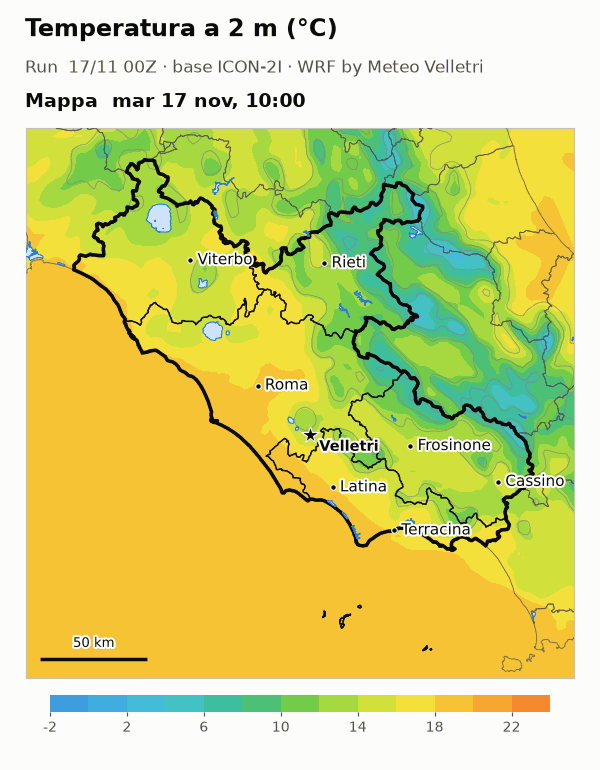 Temperatura a 2 m (°C)
Run  17/11 00Z · base ICON-2I · WRF by Meteo Velletri
Mappa  mar 17 nov, 10:00
Viterbo
Rieti
Roma
Velletri
Frosinone
Cassino
Latina
Terracina
50 km
-2 2 6 10 14 18 22